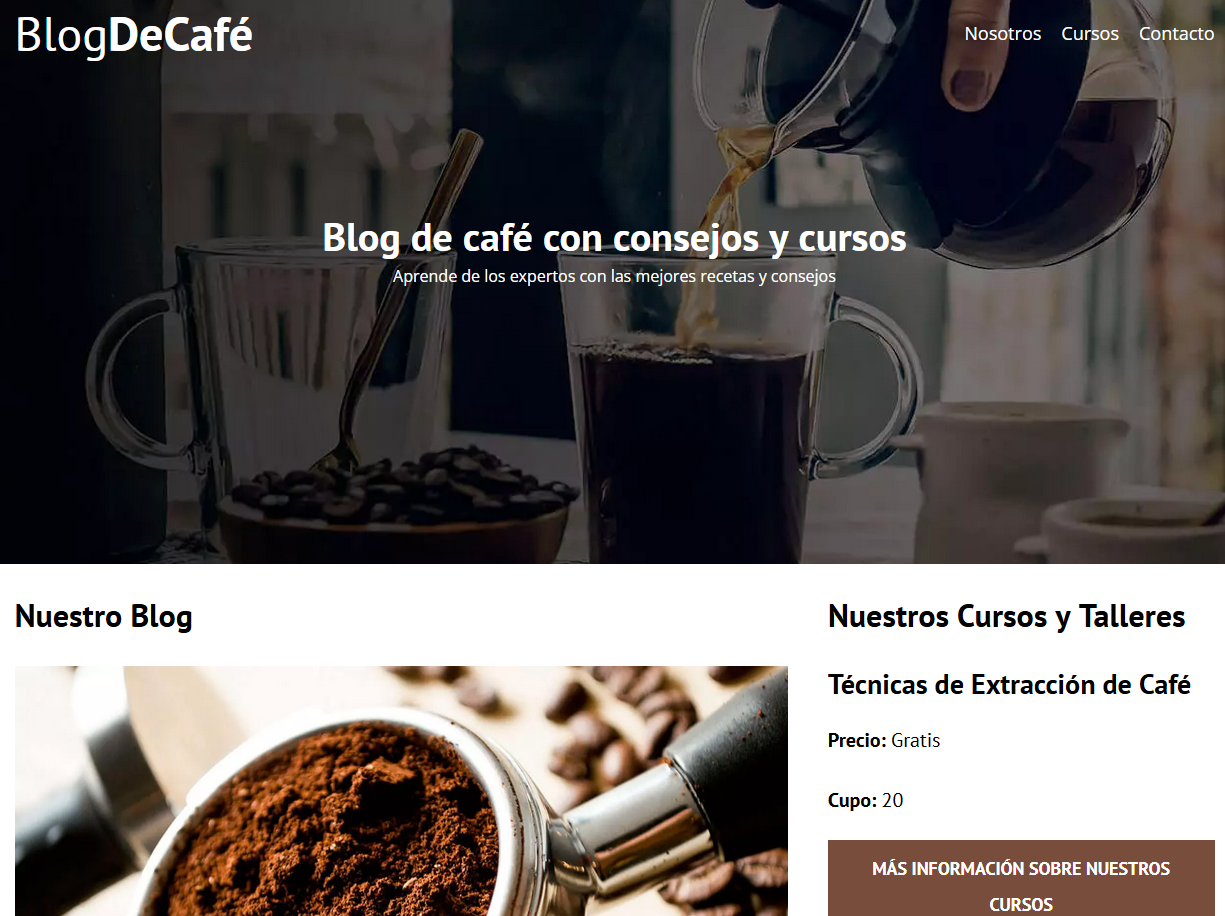 BlogDeCafé
Nosotros Cursos Contacto
Blog de café con consejos y cursos
Aprende de los expertos con las mejores recetas y consejos
Nuestro Blog
Nuestros Cursos y Talleres
Técnicas de Extracción de Café
Precio: Gratis
Cupo: 20
MÁS INFORMACIÓN SOBRE NUESTROS
CURSOS